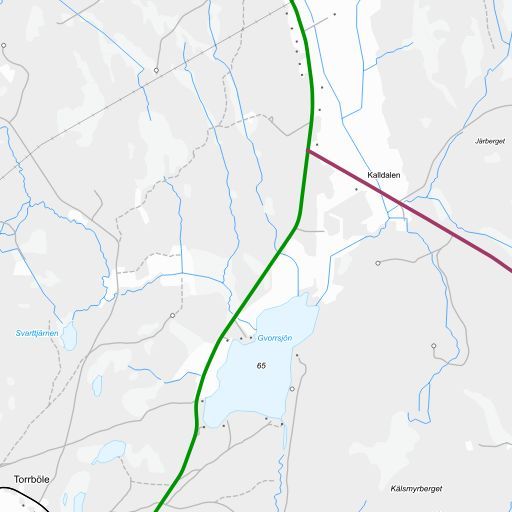 Järberget
Kalldalen
Svarttjärnen
Gvorrsjön
65
Torrböle
Kälsmyrberget